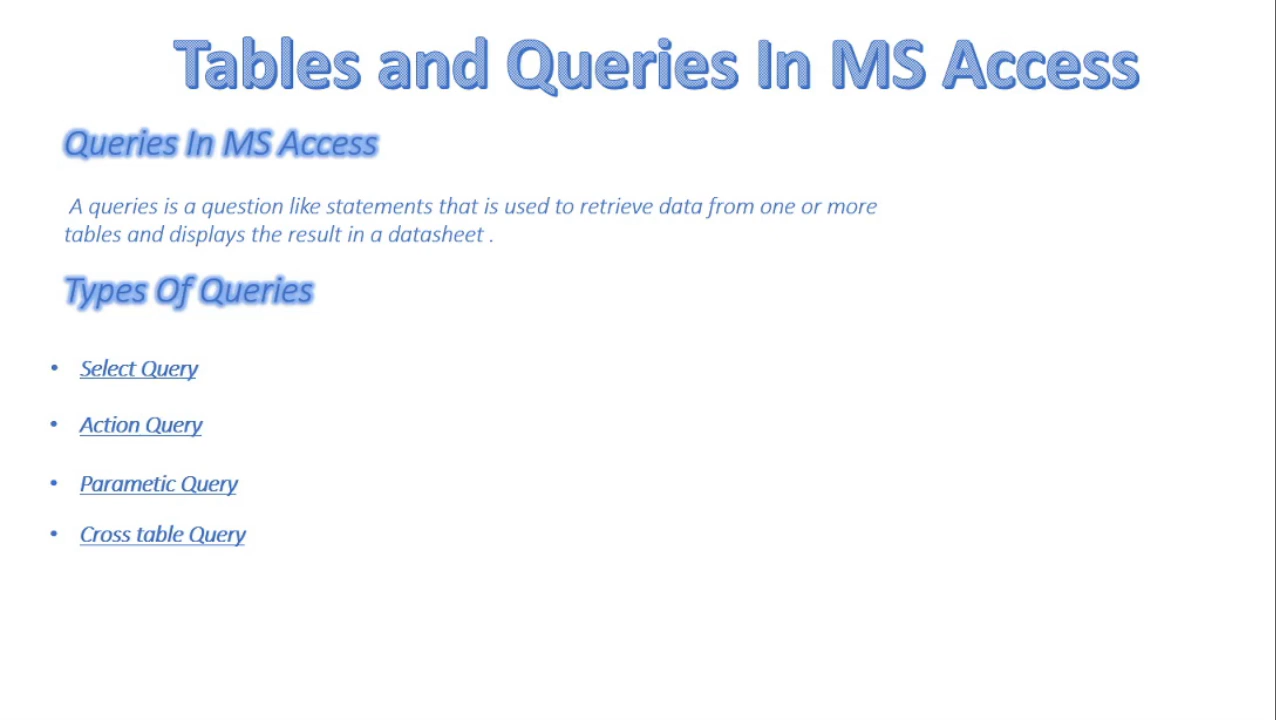 Tables and Queries In MS Access
Queries In MS Access
A queries is a question like statements that is used to retrieve data from one or more
tables and displays the result in a datasheet .
Types Of Queries
• Select Query
• Action Query
• Parametic Query
• Cross table Query